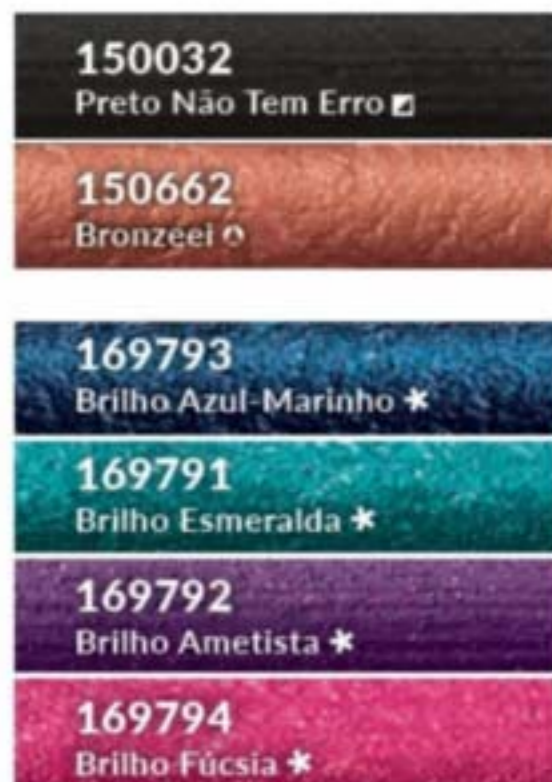 150032
Preto Não Tem Erro
150662
Bronzeei
169793
Brilho Azul-Marinho
169791
Brilho Esmeralda
169792
Brilho Ametista
169794
Brilho Fúcsia